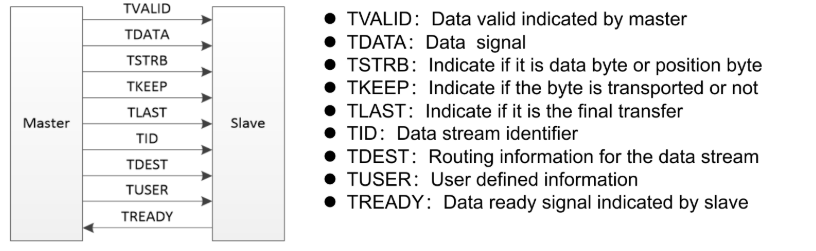 TVALID
TDATA
TSTRB
TKEEP
TLAST
TID
TDEST
TUSER
TREADY
Master
Slave
● TVALID: Data valid indicated by master
● TDATA: Data signal
● TSTRB: Indicate if it is data byte or position byte
● TKEEP: Indicate if the byte is transported or not
● TLAST: Indicate if it is the final transfer
● TID: Data stream identifier
● TDEST: Routing information for the data stream
● TUSER: User defined information
● TREADY: Data ready signal indicated by slave